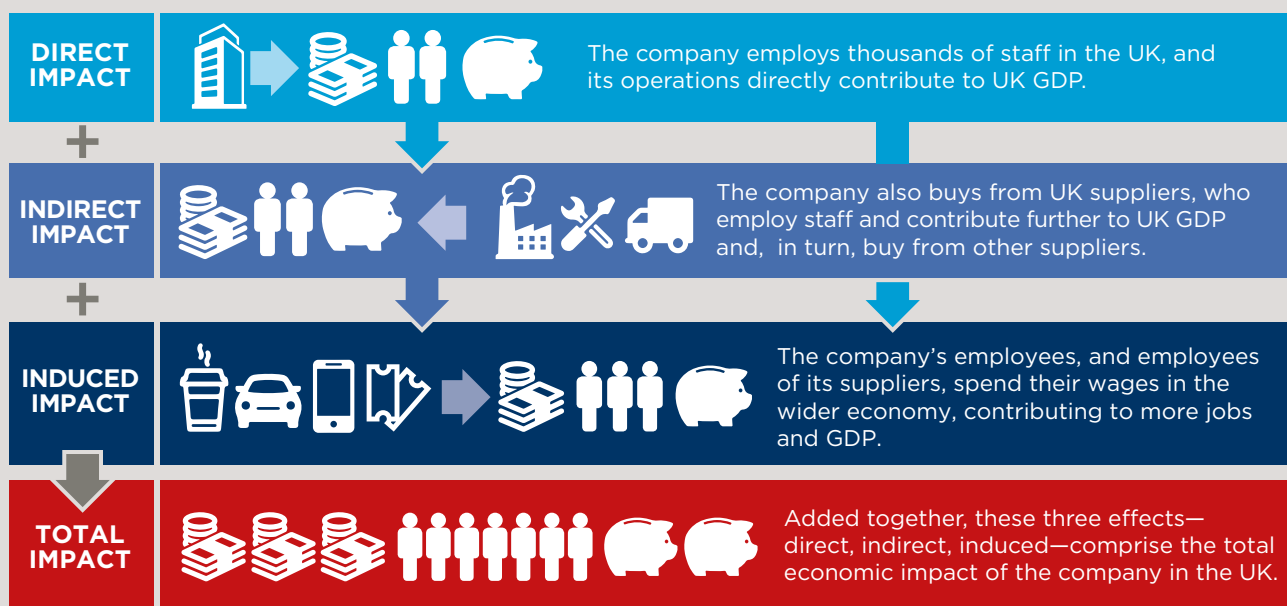 DIRECT
IMPACT
The company employs thousands of staff in the UK, and
its operations directly contribute to UK GDP.
+
INDIRECT
IMPACT
The company also buys from UK suppliers, who
employ staff and contribute further to UK GDP
and, in turn, buy from other suppliers.
+
INDUCED
IMPACT
The company’s employees, and employees
of its suppliers, spend their wages in the
wider economy, contributing to more jobs
and GDP.
TOTAL
IMPACT
Added together, these three effects—
direct, indirect, induced—comprise the total
economic impact of the company in the UK.